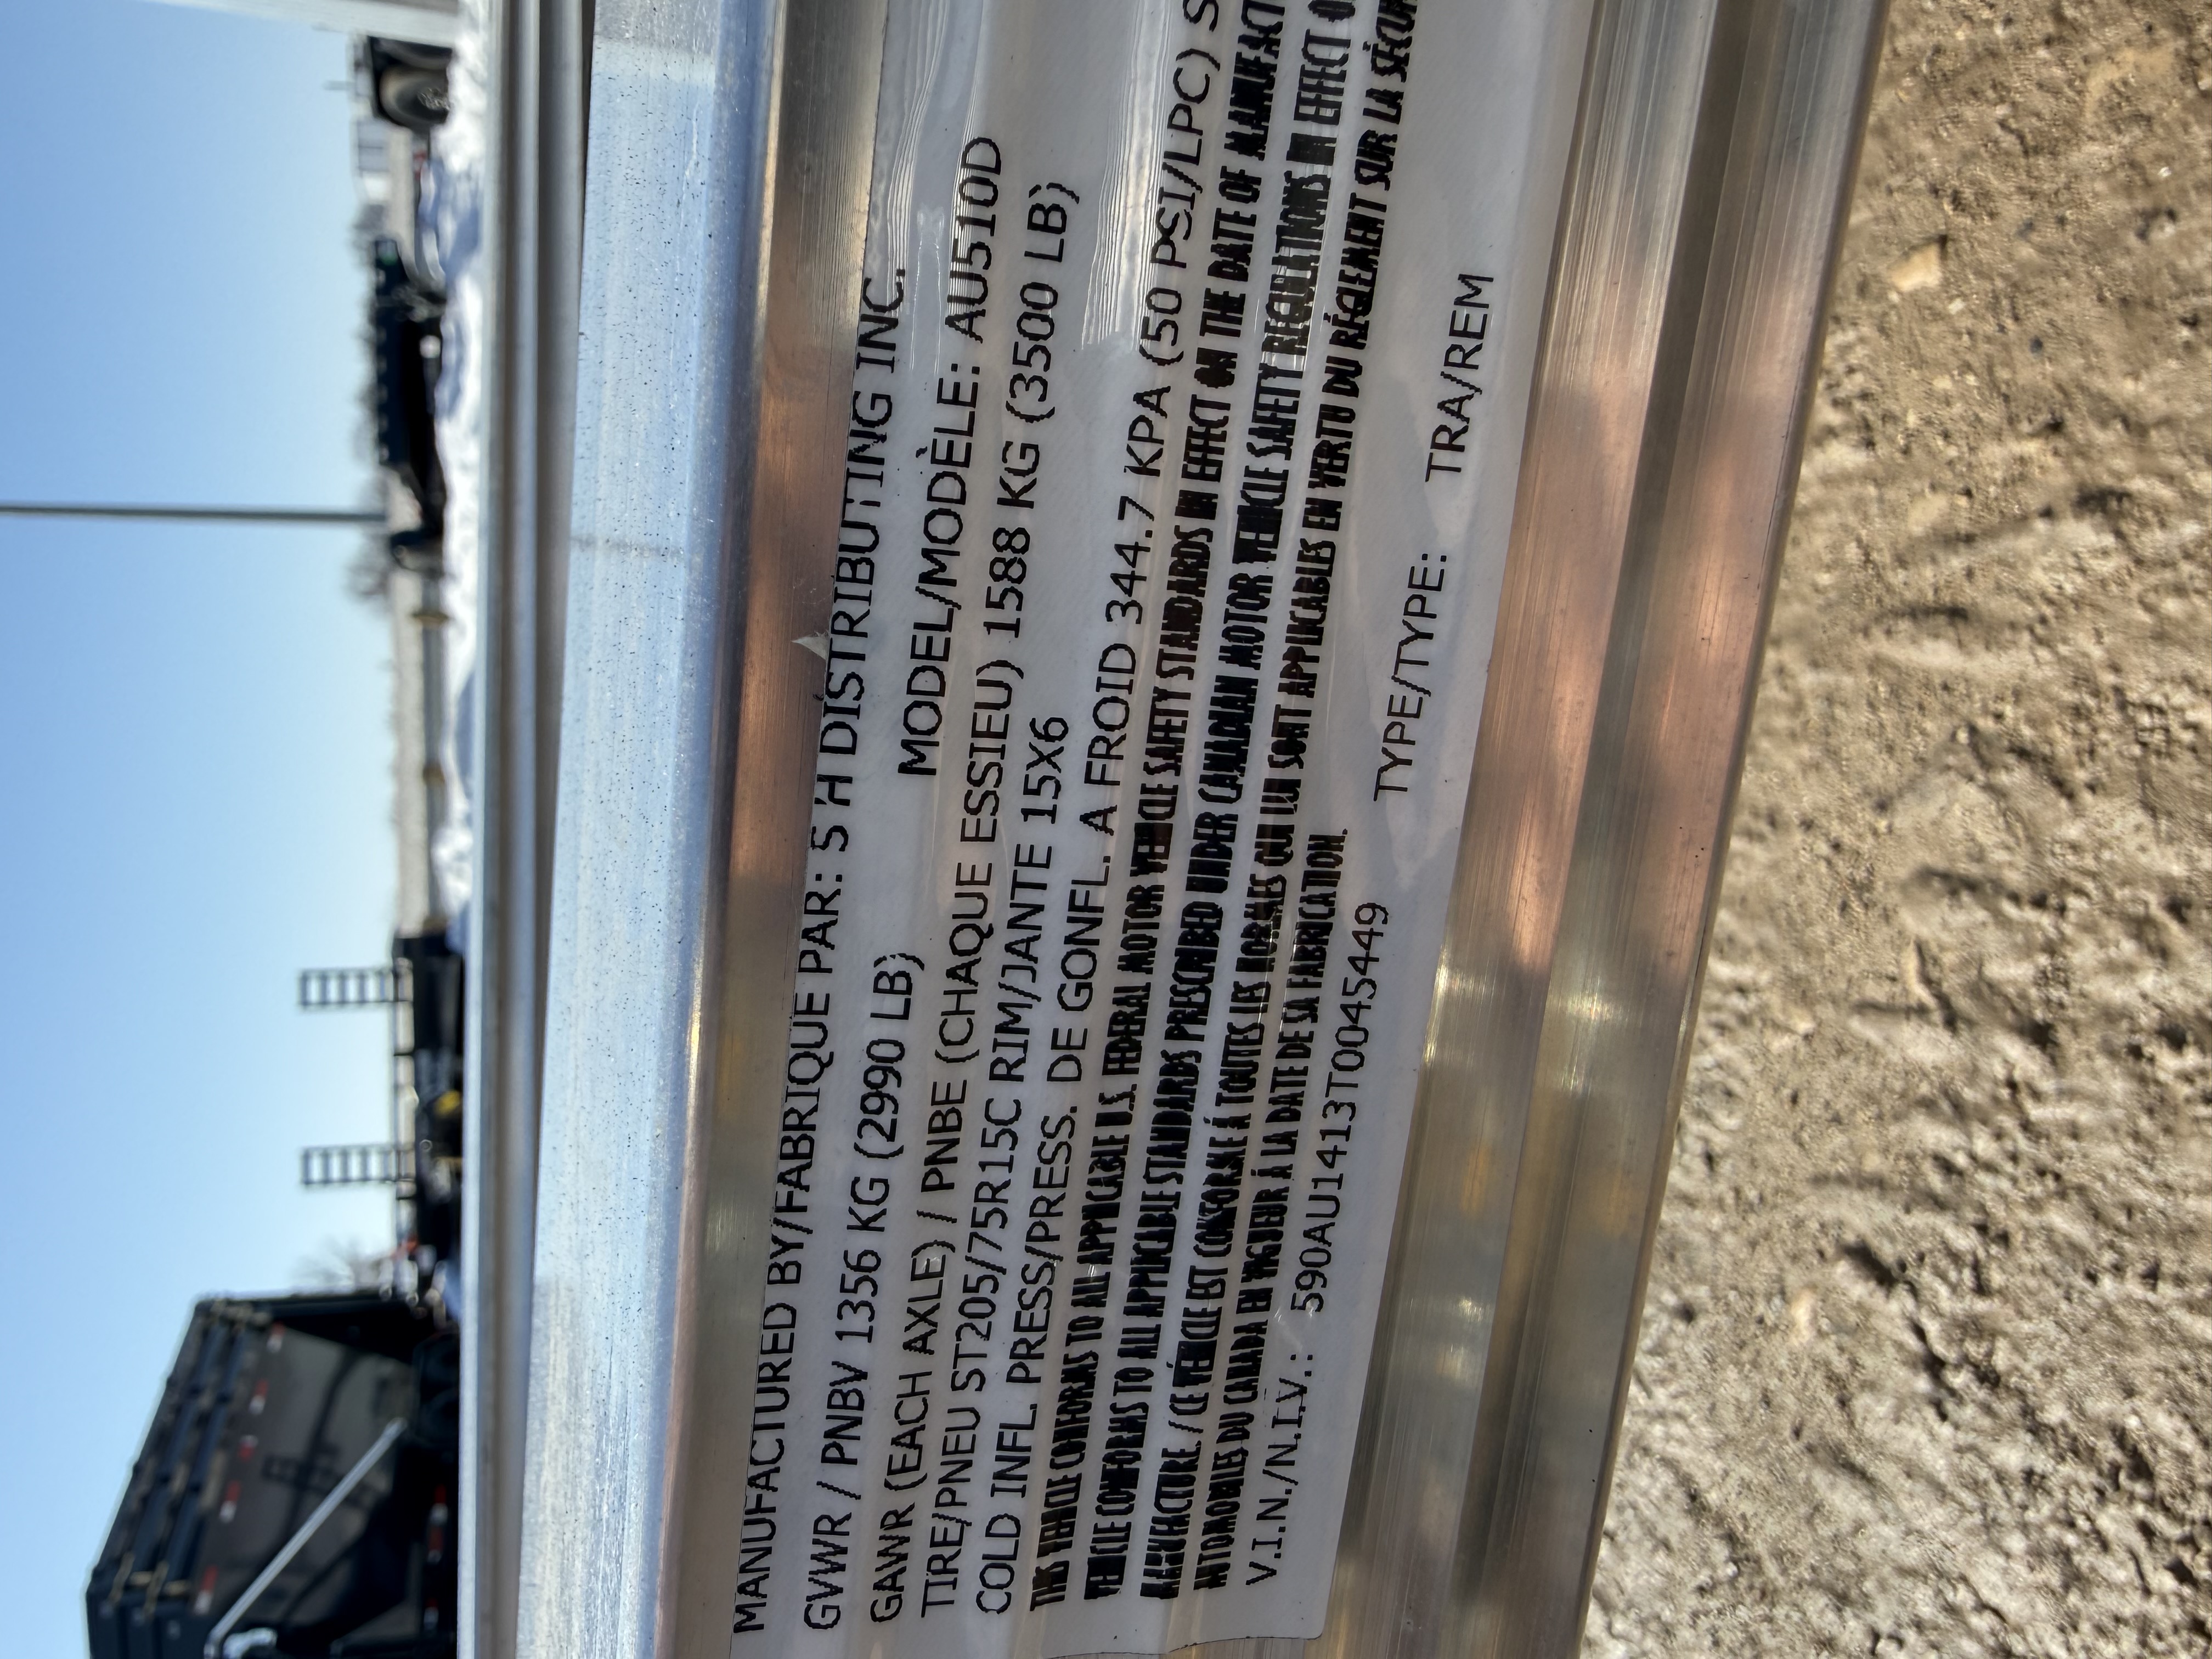 MANUFACTURED BY/FABRIQUE PAR: S H DISTRIBUTING INC.
GVWR / PNBV 1356 KG (2990 LB) MODEL/MODÈLE: AU510D
GAWR (EACH AXLE) / PNBE (CHAQUE ESSIEU) 1588 KG (3500 LB)
TIRE/PNEU ST205/75R15C RIM/JANTE 15X6
COLD INFL. PRESS/PRESS. DE GONFL. A FROID 344.7 KPA (50 PSI/LPC) S
THIS VEHICLE CONFORMS TO ALL APPLICABLE U.S. FEDERAL MOTOR VEHICLE SAFETY STANDARDS IN EFFECT ON THE DATE OF MANUFACT
VEHICLE CONFORMS TO ALL APPLICABLE STANDARDS PRESCRIBED UNDER CANADIAN MOTOR VEHICLE SAFETY REGULATIONS IN EFFECT O
MANUFACTURE. / CE VÉHICLE EST CONFORME Á TOUTES LES NORMES QUI LUI SONT APPLICABLES EN VERTU DU RÉGLEMENT SUR LA SÉCUR
AUTOMOBILES DU CANADA EN VIGUEUR Á LA DATE DE SA FABRICATION.
V.I.N./N.I.V.: 590AU1413T0045449 TYPE/TYPE: TRA/REM